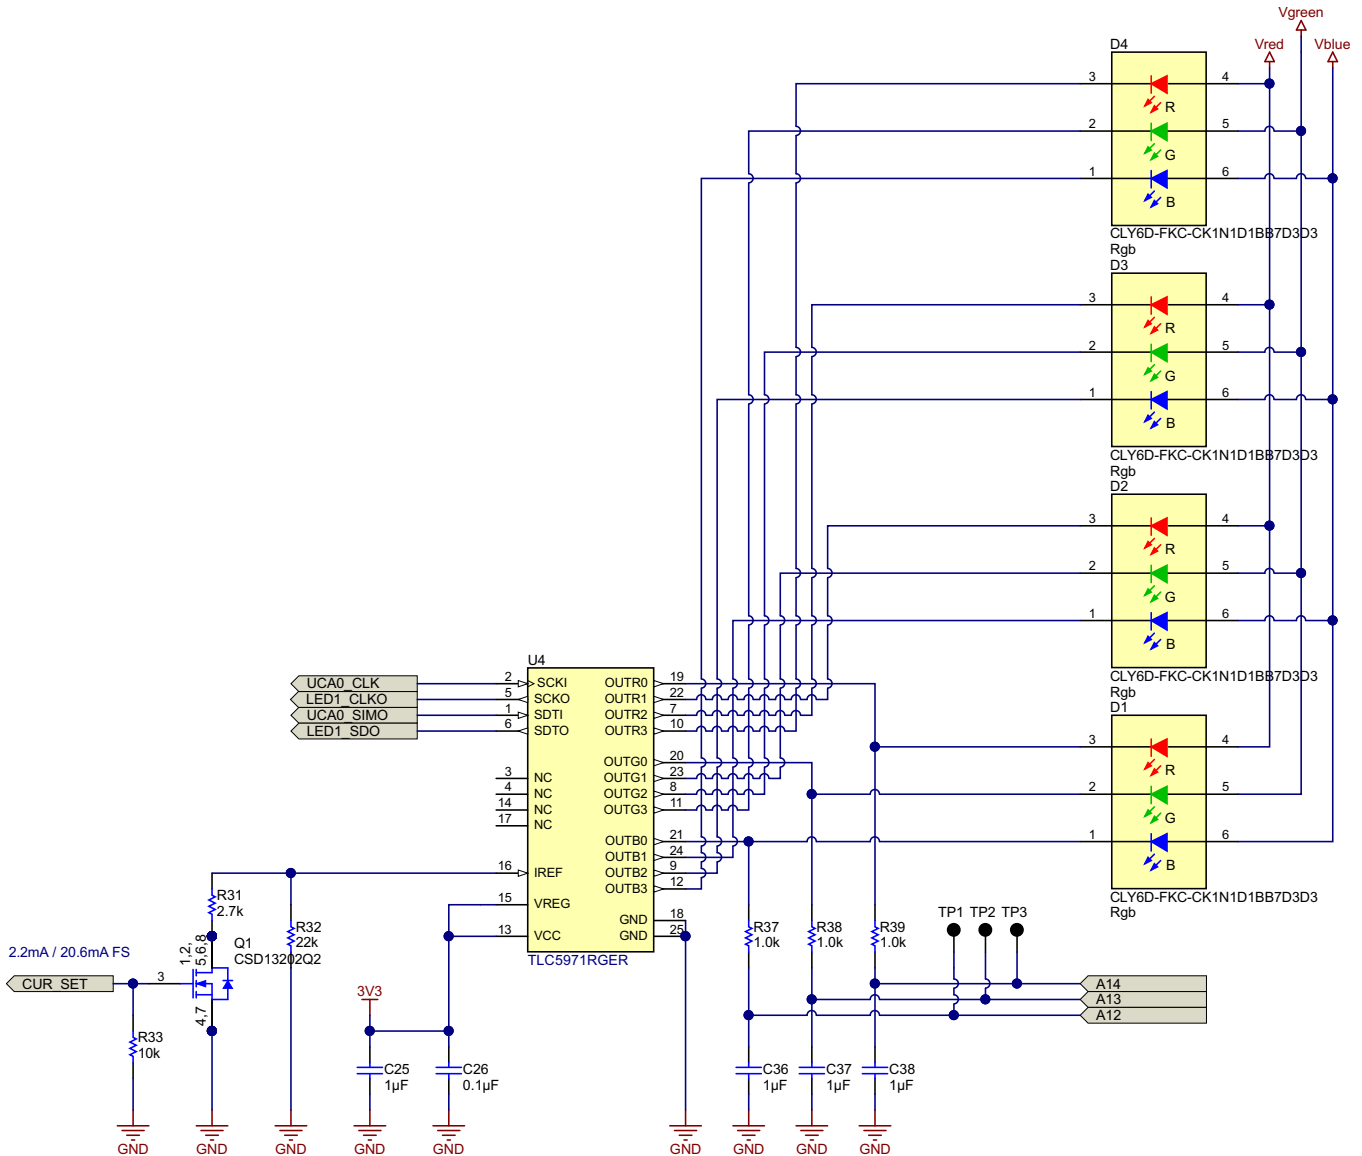 Vgreen
Vred
Vblue
D4
3
4
R
2
5
G
1
6
B
CLY6D-FKC-CK1N1D1BB7D3D3
Rgb
D3
3
4
R
2
5
G
1
6
B
CLY6D-FKC-CK1N1D1BB7D3D3
Rgb
D2
3
4
R
2
5
G
1
6
B
CLY6D-FKC-CK1N1D1BB7D3D3
Rgb
D1
3
4
R
2
5
G
1
6
B
CLY6D-FKC-CK1N1D1BB7D3D3
Rgb
U4
UCA0_CLK 2 SCKI OUTR0 19
LED1_CLKO 5 SCKO OUTR1 22
UCA0_SIMO 1 SDTI OUTR2 7
LED1_SDO 6 SDTO OUTR3 10
OUTG0 20
3 NC OUTG1 23
4 NC OUTG2 8
14 NC OUTG3 11
17 NC
OUTB0 21
OUTB1 24
16 IREF OUTB2 9
OUTB3 12
15 VREG
GND 18
13 VCC GND 25
TLC5971RGER
R31
2.7k
R32
22k
1,2,
5,6,8
Q1
CSD13202Q2
2.2mA / 20.6mA FS
CUR_SET
3
4,7
R33
10k
3V3
C25
1µF
C26
0.1µF
R37
1.0k
R38
1.0k
R39
1.0k
TP1
TP2
TP3
A14
A13
A12
C36
1µF
C37
1µF
C38
1µF
GND
GND
GND
GND
GND
GND
GND
GND
GND